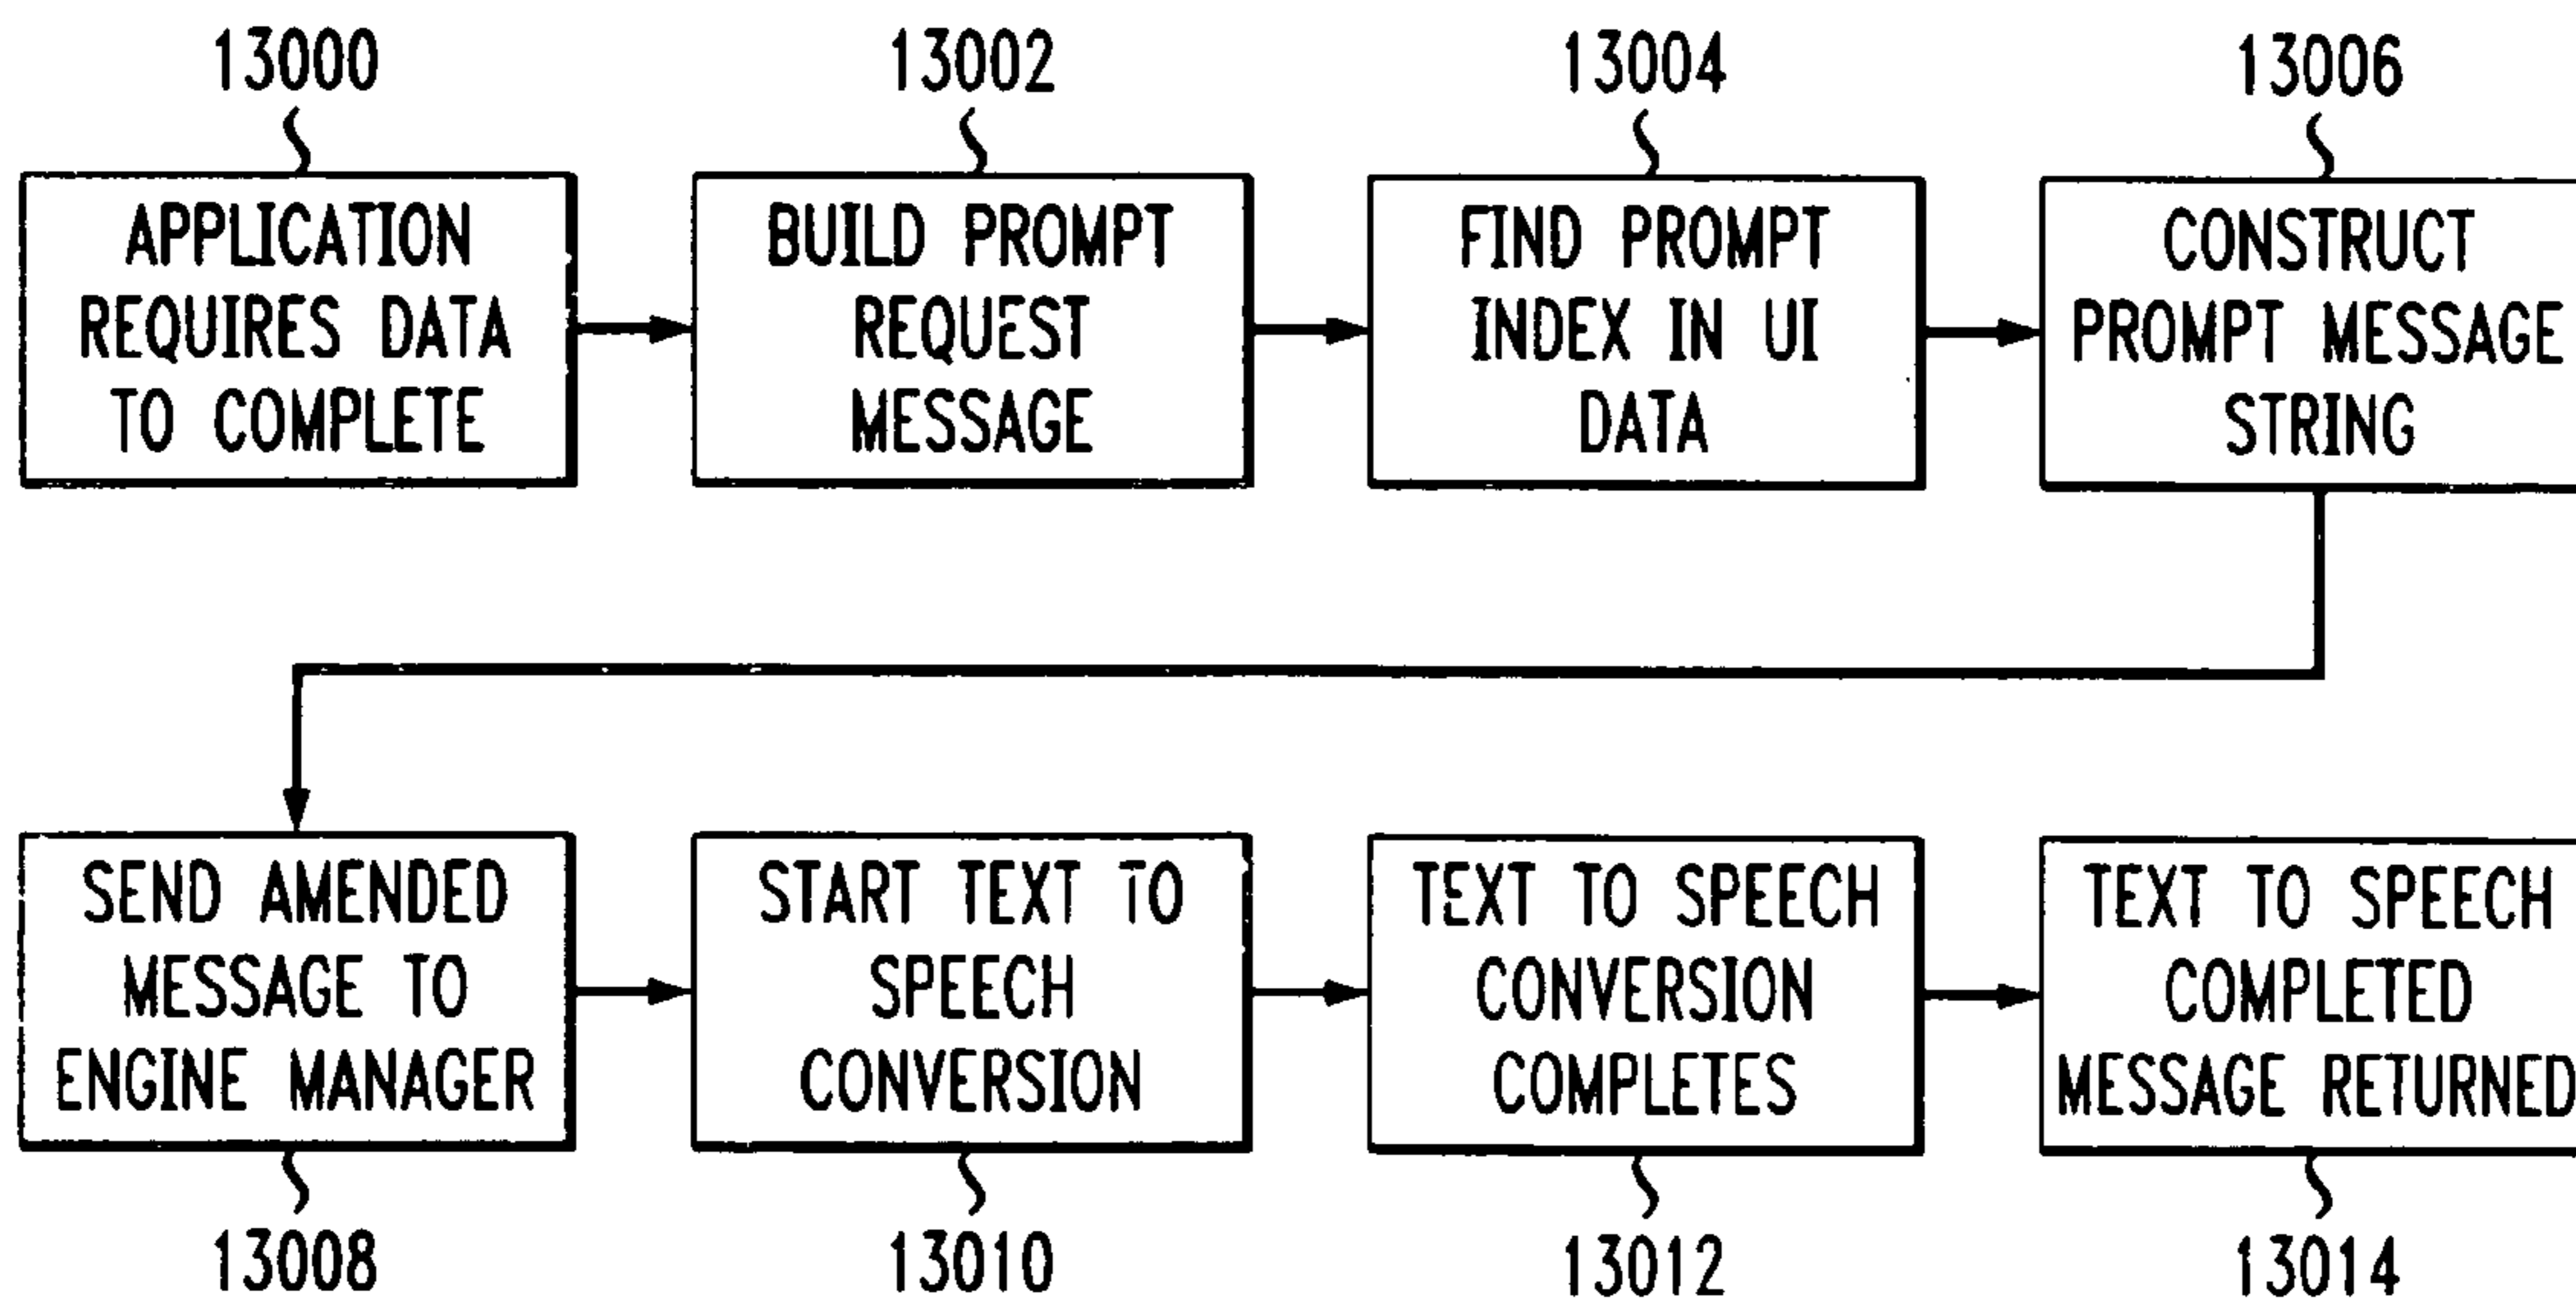 13000
13002
13004
13006
APPLICATION
REQUIRES DATA
TO COMPLETE
BUILD PROMPT
REQUEST
MESSAGE
FIND PROMPT
INDEX IN UI
DATA
CONSTRUCT
PROMPT MESSAGE
STRING
SEND AMENDED
MESSAGE TO
ENGINE MANAGER
START TEXT TO
SPEECH
CONVERSION
TEXT TO SPEECH
CONVERSION
COMPLETES
TEXT TO SPEECH
COMPLETED
MESSAGE RETURNED
13008
13010
13012
13014